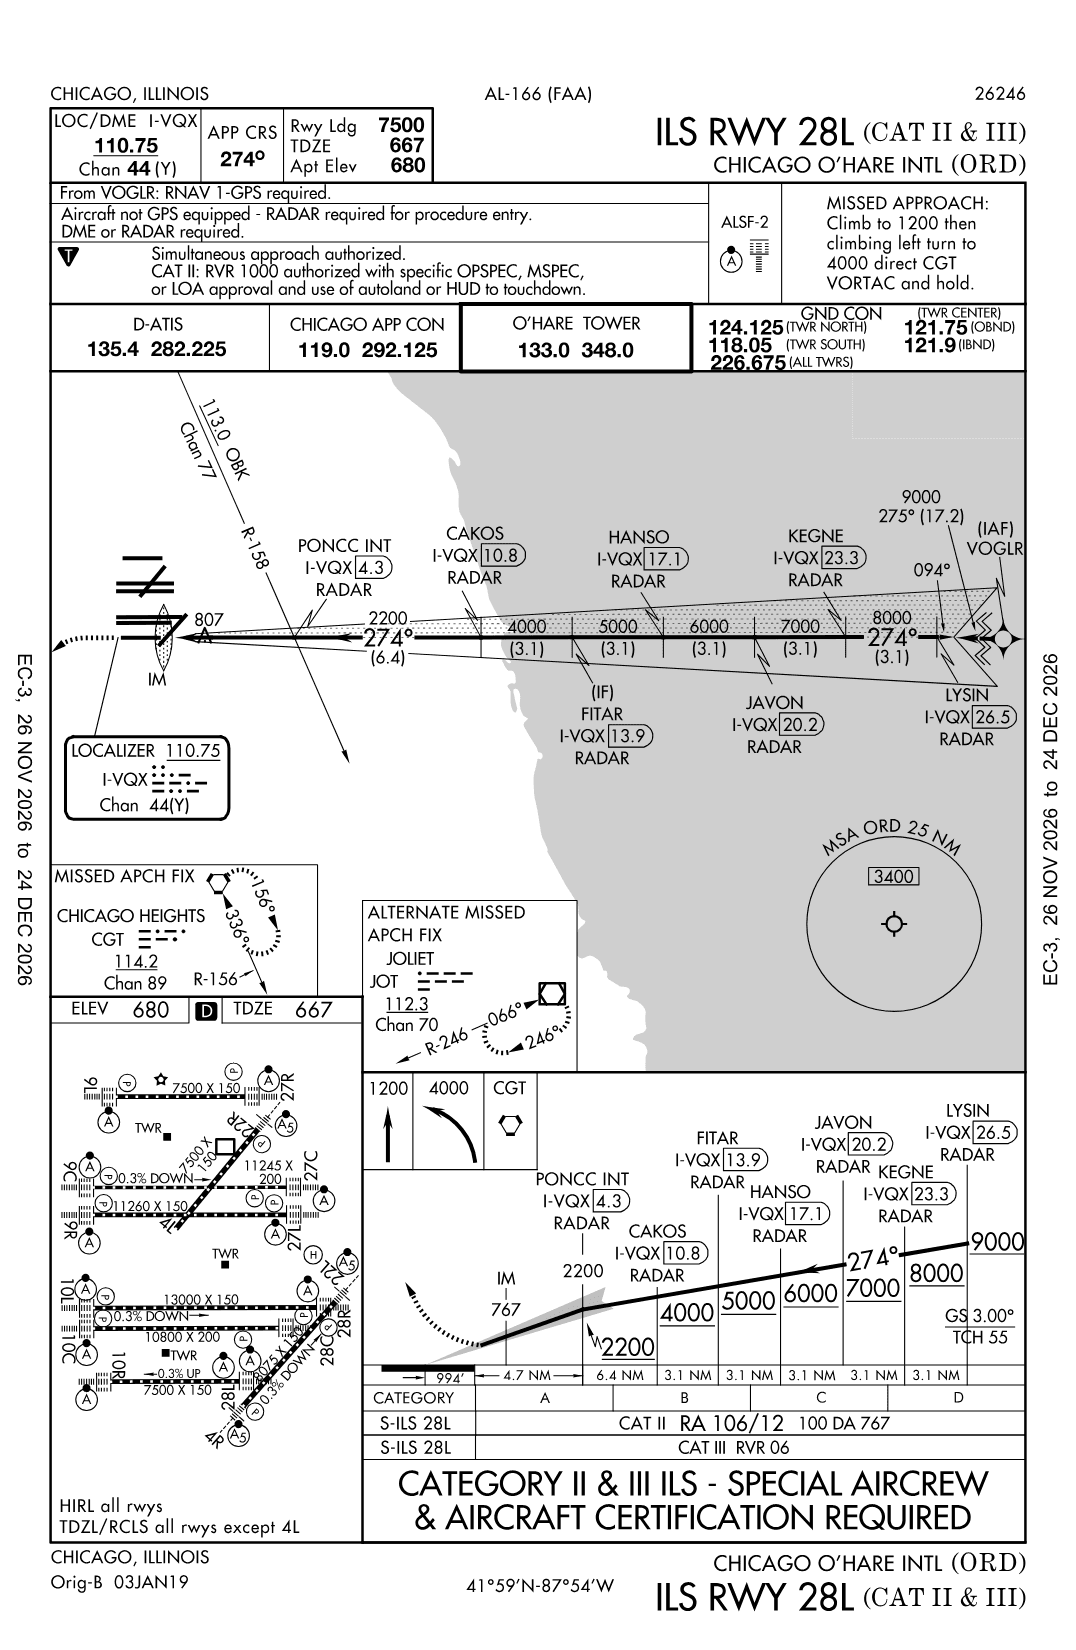 CHICAGO, ILLINOIS
AL-166 (FAA)
26246
LOC/DME I-VQX
110.75
Chan 44 (Y)
APP CRS
274°
Rwy Ldg 7500
TDZE 667
Apt Elev 680
ILS RWY 28L (CAT II & III)
CHICAGO O'HARE INTL (ORD)
From VOGLR: RNAV 1-GPS required.
Aircraft not GPS equipped - RADAR required for procedure entry.
DME or RADAR required.
T
Simultaneous approach authorized.
CAT II: RVR 1000 authorized with specific OPSPEC, MSPEC,
or LOA approval and use of autoland or HUD to touchdown.
ALSF-2
A
MISSED APPROACH:
Climb to 1200 then
climbing left turn to
4000 direct CGT
VORTAC and hold.
D-ATIS
135.4 282.225
CHICAGO APP CON
119.0 292.125
O'HARE TOWER
133.0 348.0
GND CON
124.125 (TWR NORTH)
118.05 (TWR SOUTH)
226.675 (ALL TWRS)
(TWR CENTER)
121.75 (OBND)
121.9 (IBND)
113.0 OBK
Chan 77
R-158
PONCC INT
I-VQX 4.3
RADAR
CAKOS
I-VQX 10.8
RADAR
HANSO
I-VQX 17.1
RADAR
KEGNE
I-VQX 23.3
RADAR
9000
275° (17.2)
(IAF)
VOGLR
094°
807
2200
274°
(6.4)
4000
(3.1)
5000
(3.1)
6000
(3.1)
7000
(3.1)
8000
274°
(3.1)
IM
(IF)
FITAR
I-VQX 13.9
RADAR
JAVON
I-VQX 20.2
RADAR
LYSIN
I-VQX 26.5
RADAR
LOCALIZER 110.75
I-VQX
Chan 44(Y)
MSA ORD 25 NM
3400
MISSED APCH FIX
CHICAGO HEIGHTS
CGT
114.2
Chan 89
156°
336°
R-156
ALTERNATE MISSED
APCH FIX
JOLIET
JOT
112.3
Chan 70
R-246
066°
246°
EC-3, 26 NOV 2026 to 24 DEC 2026
EC-3, 26 NOV 2026 to 24 DEC 2026
ELEV 680
D
TDZE 667
9L
P
7500 X 150
P
A
27R
A
22R
A5
P
TWR
7500 X
150
9C
A
P
0.3% DOWN
11245 X
200
27C
11260 X 150
P
P
P
A
9R
A
4L
A
27L
TWR
H
22L
A5
10L
A
P
13000 X 150
A
P
0.3% DOWN
P
28R
10C
A
10800 X 200
P
P
28C
TWR
A
A
8075 X 150
0.3% DOWN
10R
0.3% UP
P
7500 X 150
A
28L
P
4R
A5
HIRL all rwys
TDZL/RCLS all rwys except 4L
1200
4000
CGT
PONCC INT
I-VQX 4.3
RADAR
CAKOS
I-VQX 10.8
RADAR
FITAR
I-VQX 13.9
RADAR
HANSO
I-VQX 17.1
RADAR
JAVON
I-VQX 20.2
RADAR
KEGNE
I-VQX 23.3
RADAR
LYSIN
I-VQX 26.5
RADAR
IM
767
2200
2200
4000
5000
6000
274°
7000
8000
9000
GS 3.00°
TCH 55
994'
4.7 NM
6.4 NM
3.1 NM
3.1 NM
3.1 NM
3.1 NM
3.1 NM
CATEGORY
A
B
C
D
S-ILS 28L
CAT II RA 106/12 100 DA 767
S-ILS 28L
CAT III RVR 06
CATEGORY II & III ILS - SPECIAL AIRCREW
& AIRCRAFT CERTIFICATION REQUIRED
CHICAGO, ILLINOIS
Orig-B 03JAN19
41°59'N-87°54'W
CHICAGO O'HARE INTL (ORD)
ILS RWY 28L (CAT II & III)